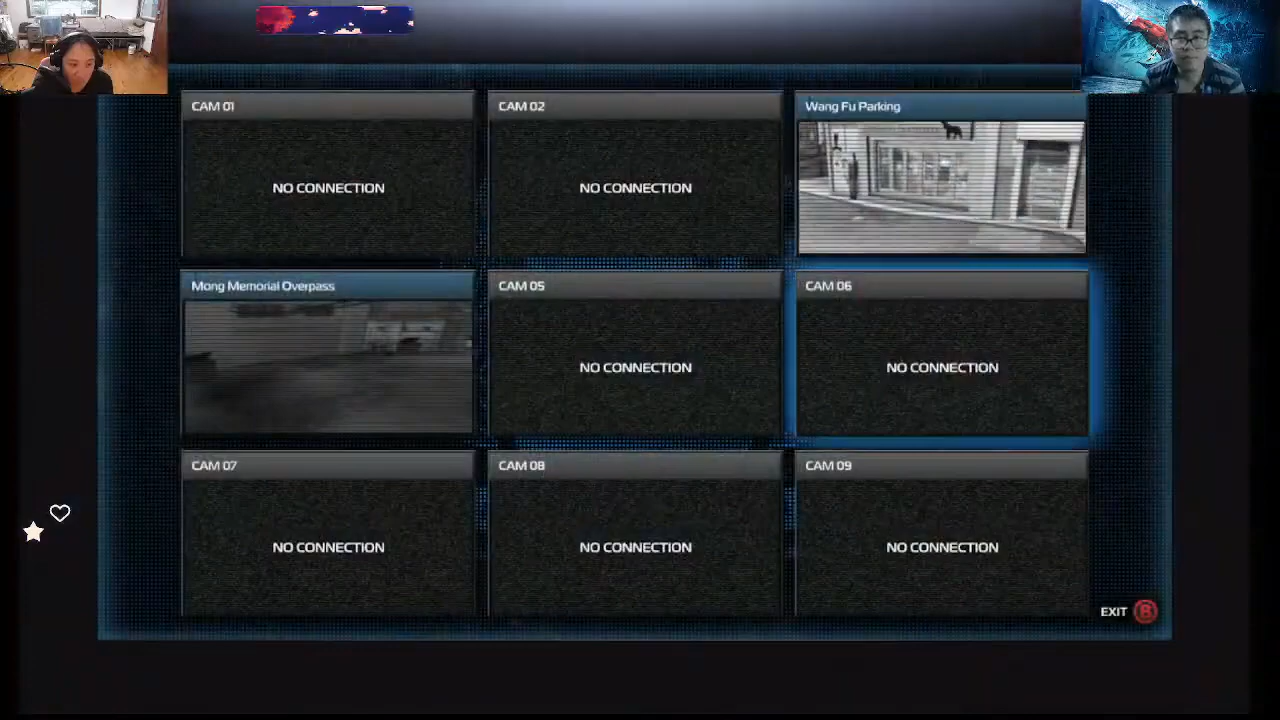 CAM 01
CAM 02
Wang Fu Parking
NO CONNECTION
NO CONNECTION
Mong Memorial Overpass
CAM 05
CAM 06
NO CONNECTION
NO CONNECTION
CAM 07
CAM 08
CAM 09
NO CONNECTION
NO CONNECTION
NO CONNECTION
EXIT B